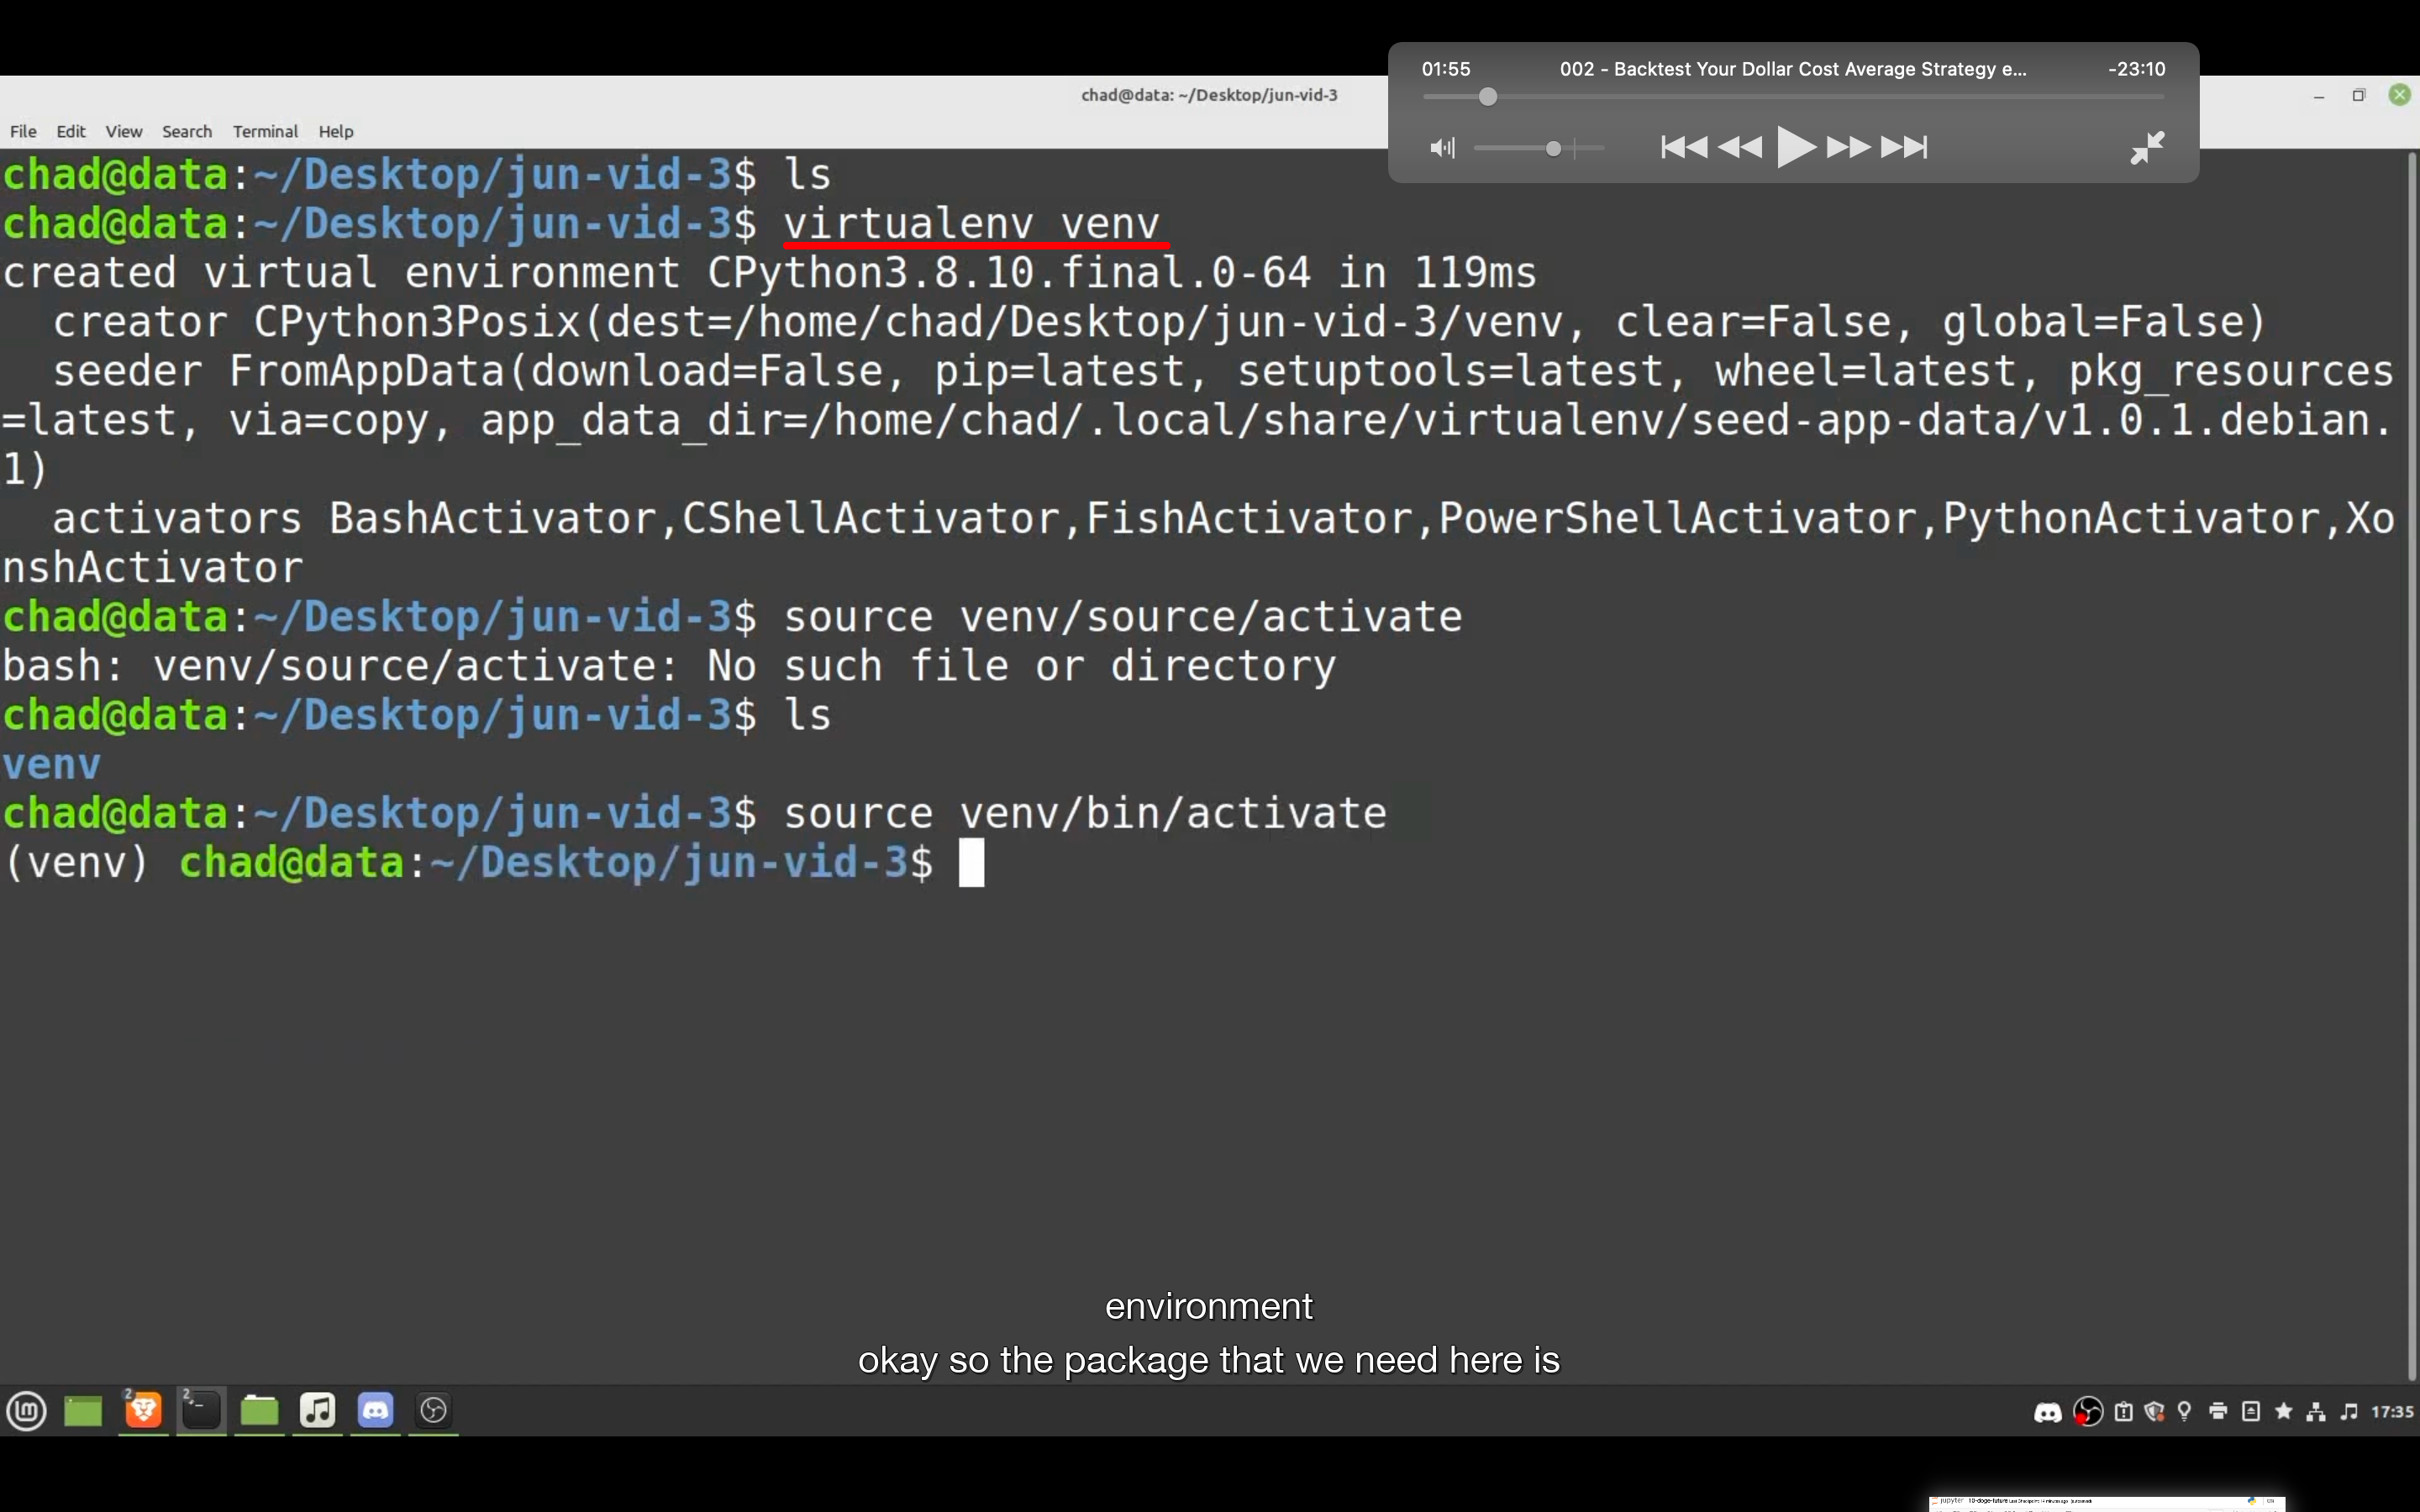 01:55 002 - Backtest Your Dollar Cost Average Strategy e... -23:10
chad@data: ~/Desktop/jun-vid-3
File Edit View Search Terminal Help
chad@data:~/Desktop/jun-vid-3$ ls
chad@data:~/Desktop/jun-vid-3$ virtualenv venv
created virtual environment CPython3.8.10.final.0-64 in 119ms
  creator CPython3Posix(dest=/home/chad/Desktop/jun-vid-3/venv, clear=False, global=False)
  seeder FromAppData(download=False, pip=latest, setuptools=latest, wheel=latest, pkg_resources
=latest, via=copy, app_data_dir=/home/chad/.local/share/virtualenv/seed-app-data/v1.0.1.debian.
1)
  activators BashActivator,CShellActivator,FishActivator,PowerShellActivator,PythonActivator,Xo
nshActivator
chad@data:~/Desktop/jun-vid-3$ source venv/source/activate
bash: venv/source/activate: No such file or directory
chad@data:~/Desktop/jun-vid-3$ ls
venv
chad@data:~/Desktop/jun-vid-3$ source venv/bin/activate
(venv) chad@data:~/Desktop/jun-vid-3$
environment
okay so the package that we need here is
2 2 17:35
jupyter 10-doge-future